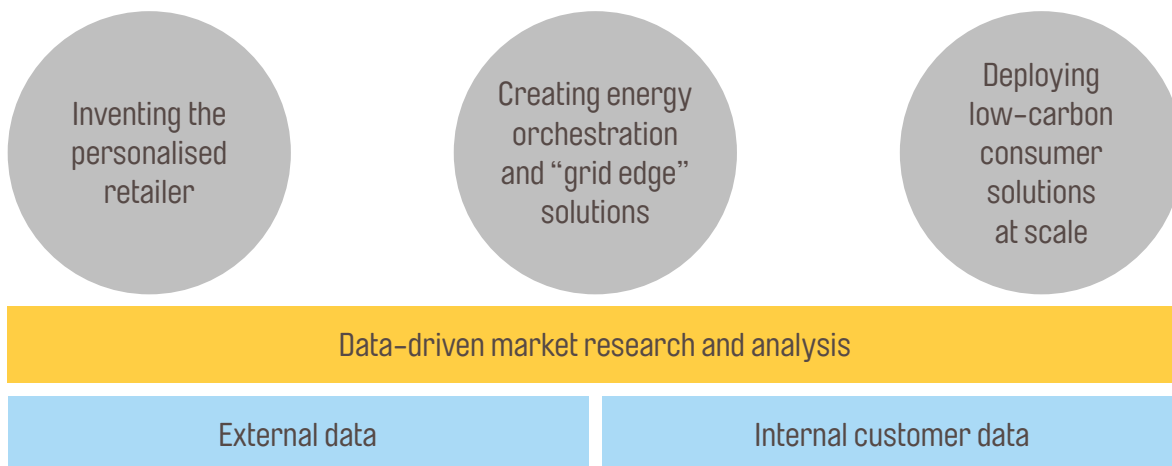 Inventing the
personalised
retailer
Creating energy
orchestration
and “grid edge”
solutions
Deploying
low-carbon
consumer
solutions
at scale
Data-driven market research and analysis
External data
Internal customer data